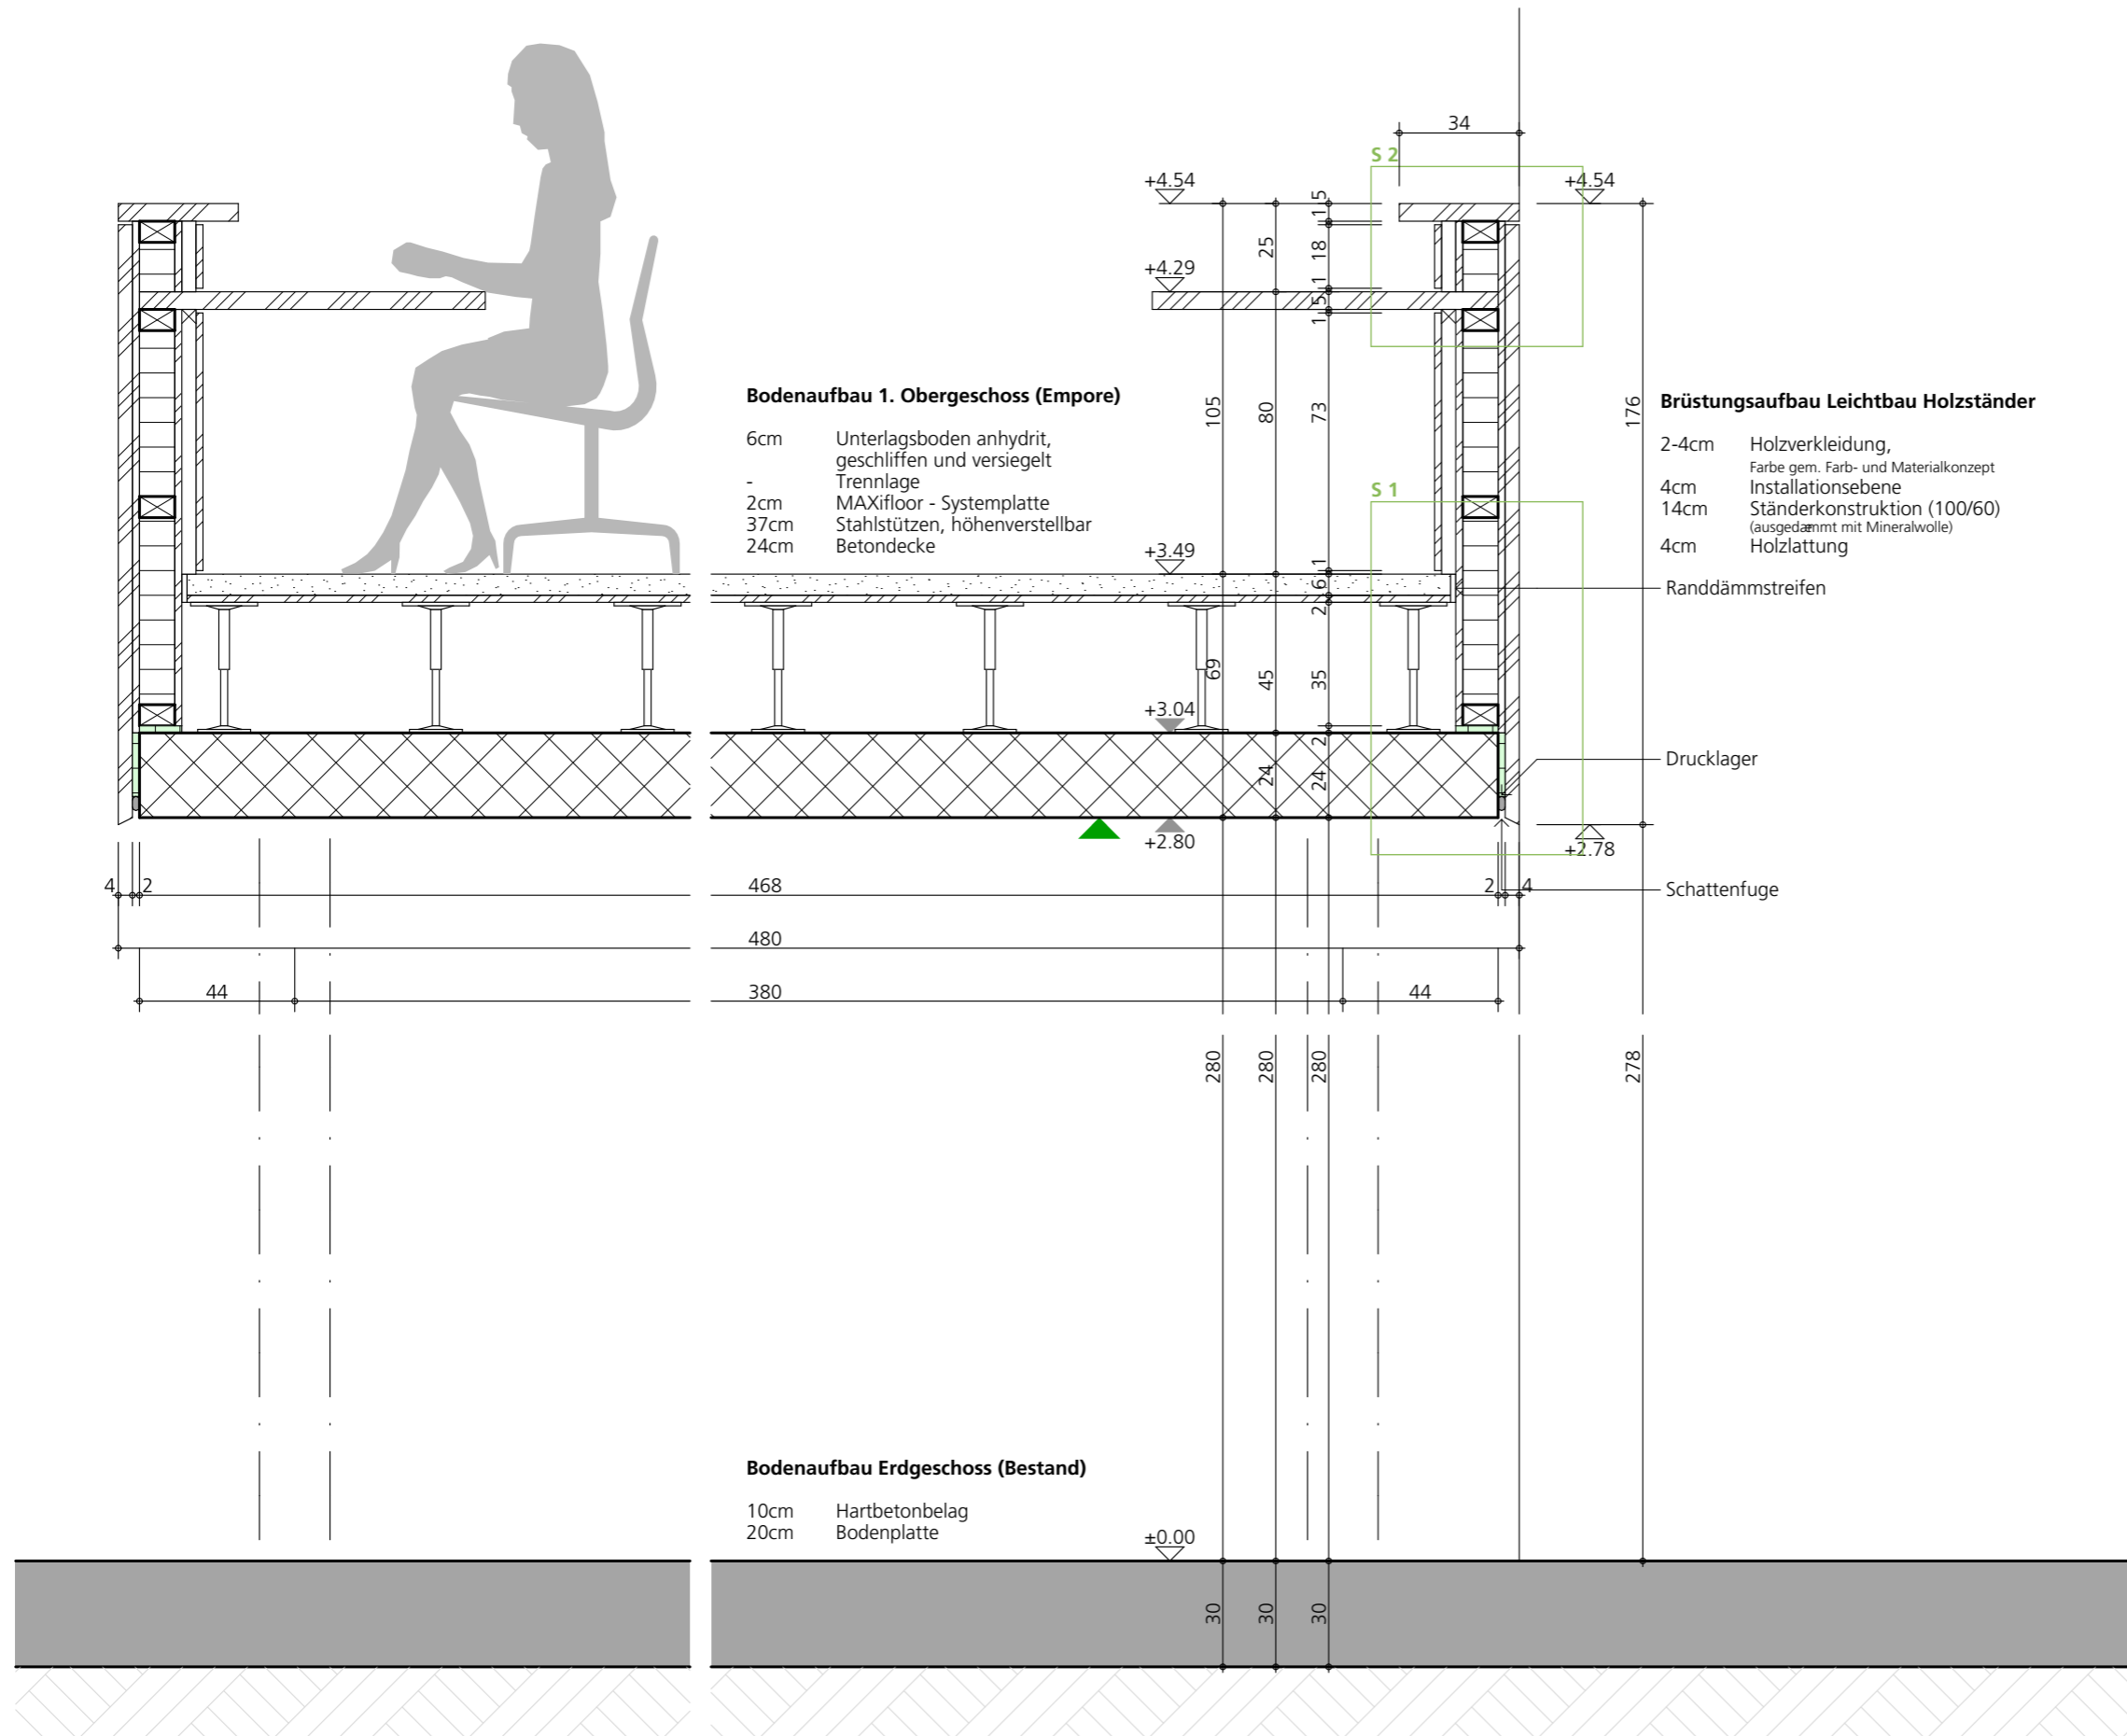 34
S 2
+4.54
+4.54
5
1
25
18
+4.29
1
5
1
Bodenaufbau 1. Obergeschoss (Empore)
6cm Unterlagsboden anhydrit,
geschliffen und versiegelt
- Trennlage
2cm MAXifloor - Systemplatte
37cm Stahlstützen, höhenverstellbar
24cm Betondecke
105
80
73
176
Brüstungsaufbau Leichtbau Holzständer
2-4cm Holzverkleidung,
Farbe gem. Farb- und Materialkonzept
4cm Installationsebene
14cm Ständerkonstruktion (100/60)
(ausgedaemmt mit Mineralwolle)
4cm Holzlattung
S 1
+3.49
1
6
2
Randdämmstreifen
69
45
35
+3.04
2
24
24
Drucklager
+2.80
+2.78
4
2
468
2
4
Schattenfuge
480
44
380
44
280
280
280
278
Bodenaufbau Erdgeschoss (Bestand)
10cm Hartbetonbelag
20cm Bodenplatte
±0.00
30
30
30